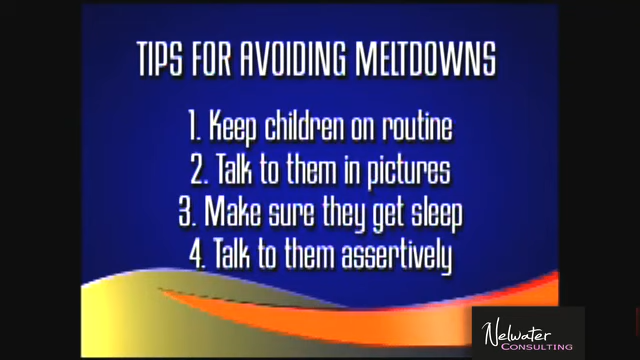 TIPS FOR AVOIDING MELTDOWNS
1. Keep children on routine
2. Talk to them in pictures
3. Make sure they get sleep
4. Talk to them assertively
Nelwater
CONSULTING